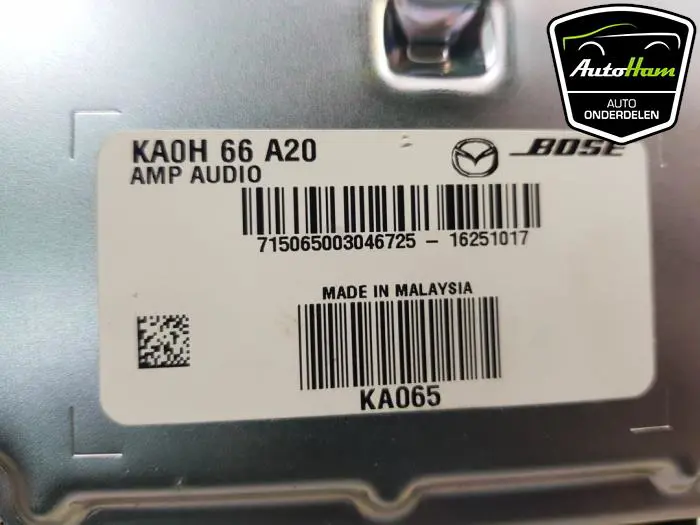 AutoHam
AUTO
ONDERDELEN
KA0H 66 A20
BOSE
AMP AUDIO
715065003046725 - 16251017
MADE IN MALAYSIA
KA065